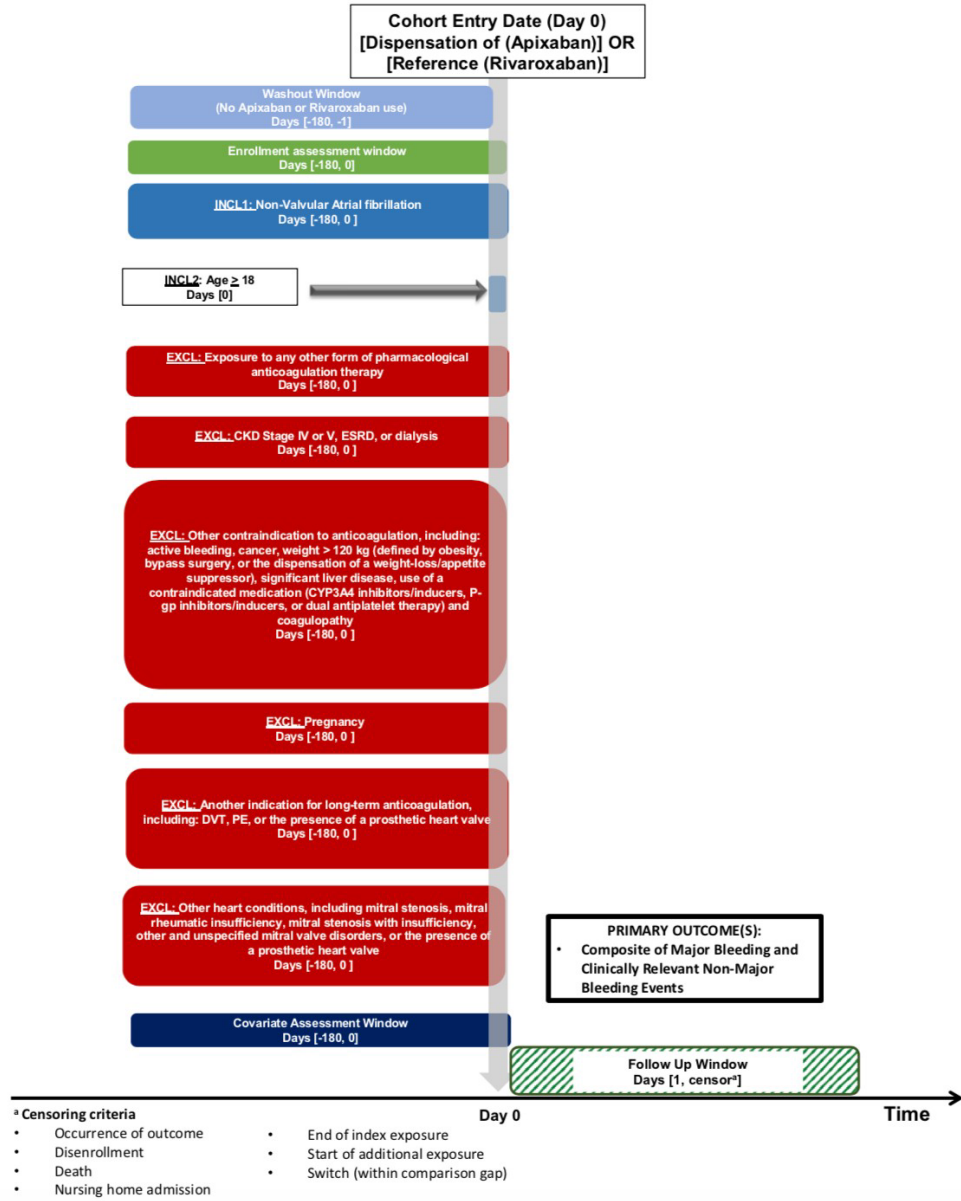 Cohort Entry Date (Day 0)
[Dispensation of (Apixaban)] OR
[Reference (Rivaroxaban)]
Washout Window
(No Apixaban or Rivaroxaban use)
Days [-180, -1]
Enrollment assessment window
Days [-180, 0]
INCL1: Non-Valvular Atrial fibrillation
Days [-180, 0 ]
INCL2: Age ≥ 18
Days [0]
EXCL: Exposure to any other form of pharmacological
anticoagulation therapy
Days [-180, 0 ]
EXCL: CKD Stage IV or V, ESRD, or dialysis
Days [-180, 0 ]
EXCL: Other contraindication to anticoagulation, including:
active bleeding, cancer, weight > 120 kg (defined by obesity,
bypass surgery, or the dispensation of a weight-loss/appetite
suppressor), significant liver disease, use of a
contraindicated medication (CYP3A4 inhibitors/inducers, P-
gp inhibitors/inducers, or dual antiplatelet therapy) and
coagulopathy
Days [-180, 0 ]
EXCL: Pregnancy
Days [-180, 0 ]
EXCL: Another indication for long-term anticoagulation,
including: DVT, PE, or the presence of a prosthetic heart valve
Days [-180, 0 ]
EXCL: Other heart conditions, including mitral stenosis, mitral
rheumatic insufficiency, mitral stenosis with insufficiency,
other and unspecified mitral valve disorders, or the presence of
a prosthetic heart valve
Days [-180, 0 ]
PRIMARY OUTCOME(S):
• Composite of Major Bleeding and
Clinically Relevant Non-Major
Bleeding Events
Covariate Assessment Window
Days [-180, 0]
Follow Up Window
Days [1, censorᵃ]
Day 0
Time
ᵃ Censoring criteria
• Occurrence of outcome
• Disenrollment
• Death
• Nursing home admission
• End of index exposure
• Start of additional exposure
• Switch (within comparison gap)